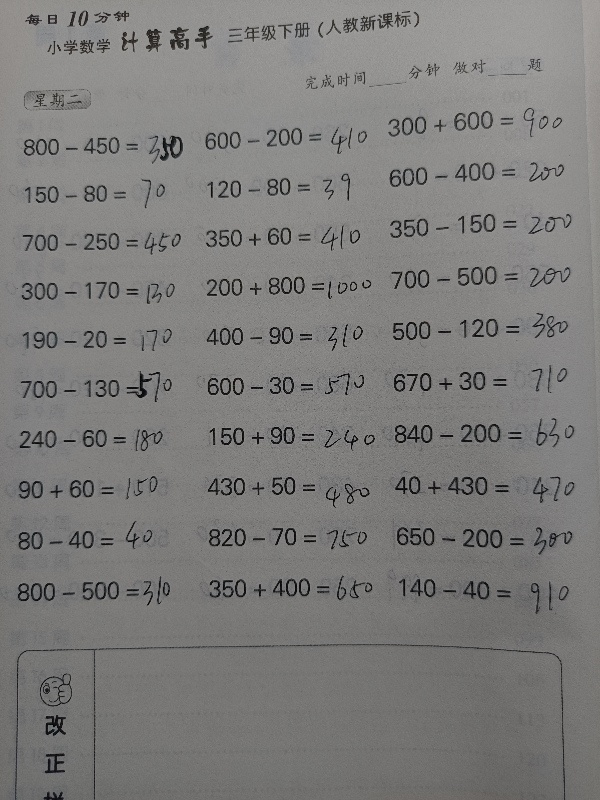 每日10分钟
小学数学 计算高手 三年级下册(人教新课标)
完成时间____分钟 做对____题
星期二
800-450=350 600-200=410 300+600=900
150-80=70 120-80=39 600-400=200
700-250=450 350+60=410 350-150=200
300-170=130 200+800=1000 700-500=200
190-20=170 400-90=310 500-120=380
700-130=570 600-30=570 670+30=710
240-60=180 150+90=240 840-200=630
90+60=150 430+50=480 40+430=470
80-40=40 820-70=750 650-200=300
800-500=310 350+400=650 140-40=910
改
正